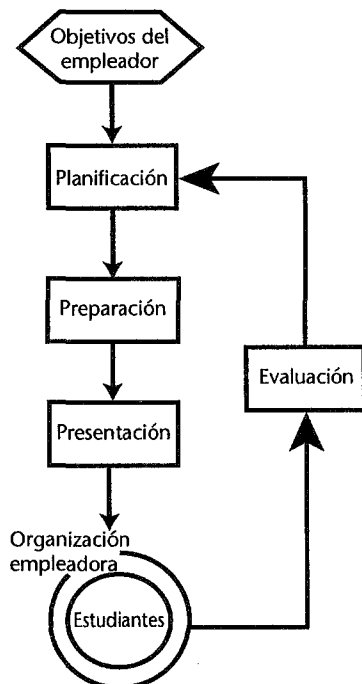 Objetivos del
empleador
Planificación
Preparación
Evaluación
Presentación
Organización
empleadora
Estudiantes